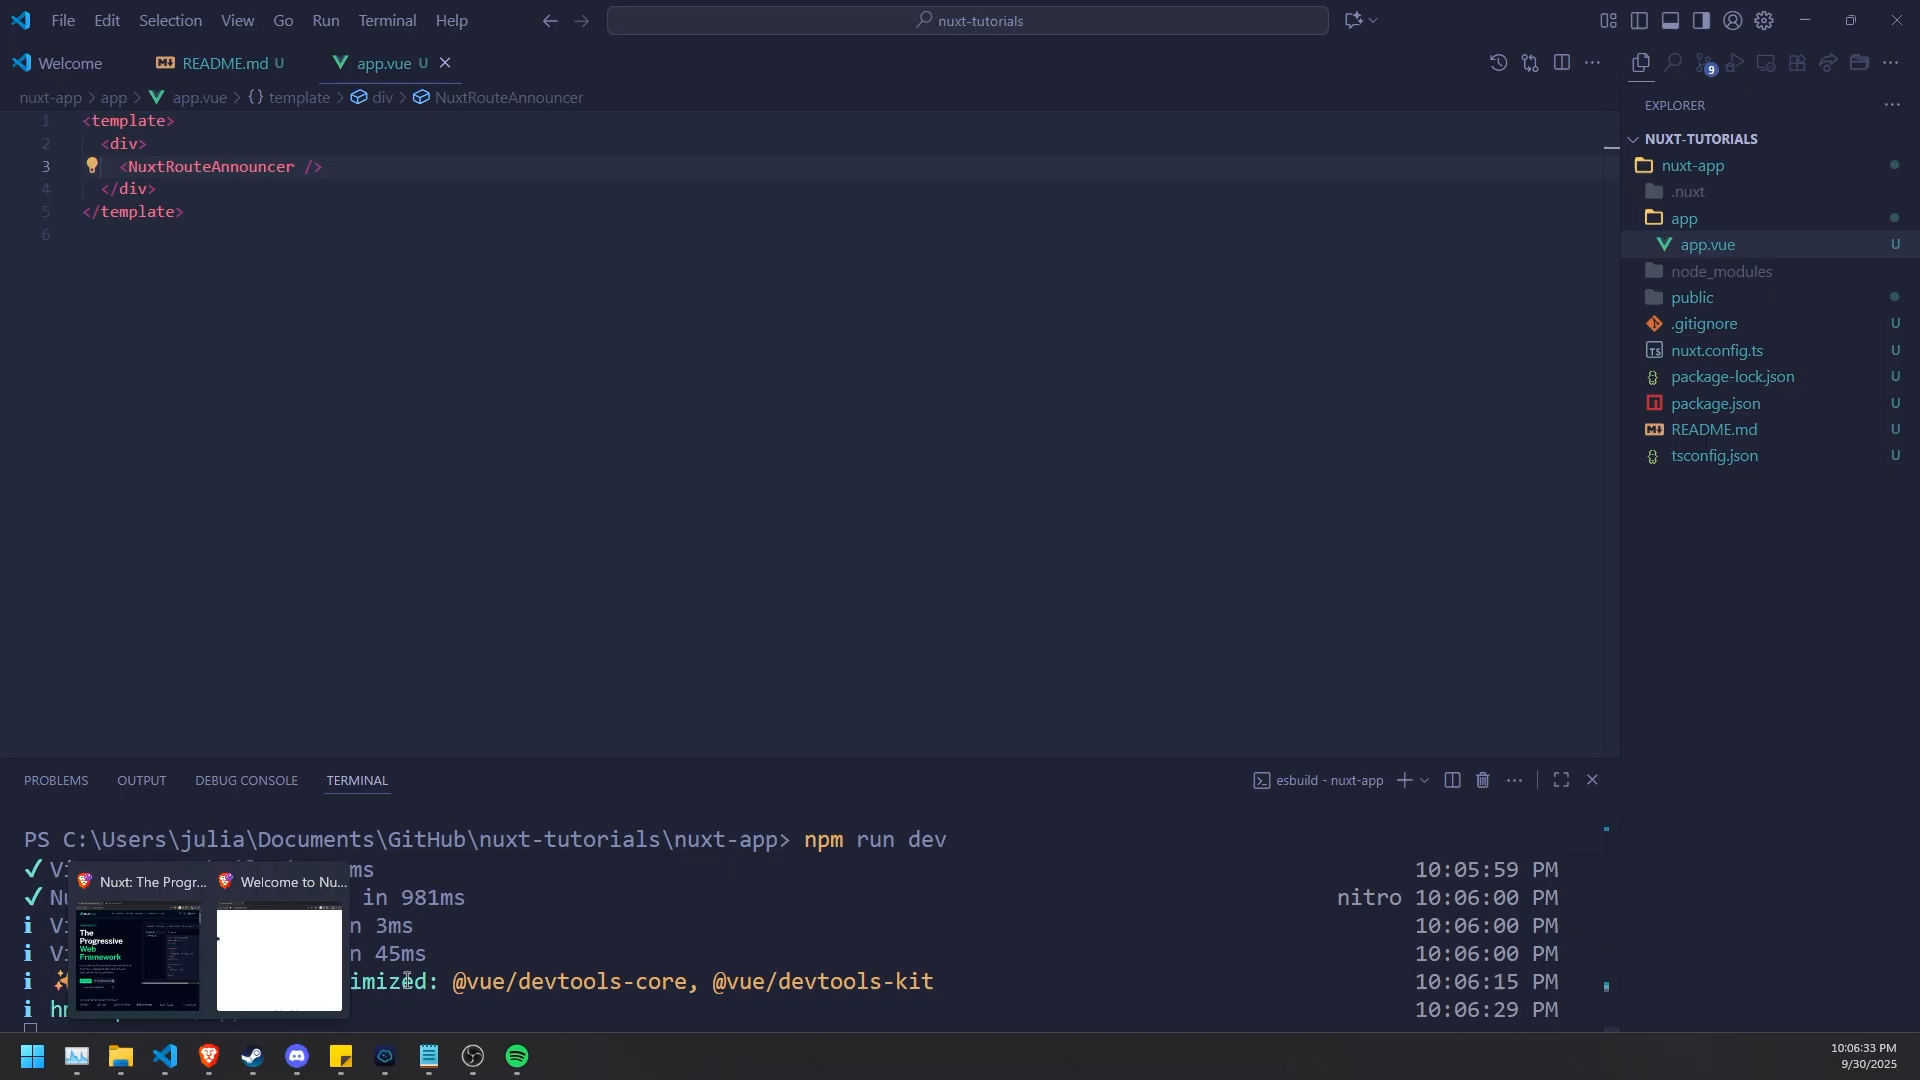 File Edit Selection View Go Run Terminal Help
nuxt-tutorials
Welcome
README.md U
app.vue U
nuxt-app > app > app.vue > {} template > div > NuxtRouteAnnouncer
1 <template>
2 <div>
3 <NuxtRouteAnnouncer />
4 </div>
5 </template>
6
9
EXPLORER
NUXT-TUTORIALS
nuxt-app
.nuxt
app
app.vue U
node_modules
public
.gitignore U
nuxt.config.ts U
package-lock.json U
package.json U
README.md U
tsconfig.json U
PROBLEMS OUTPUT DEBUG CONSOLE TERMINAL
esbuild - nuxt-app
PS C:\Users\julia\Documents\GitHub\nuxt-tutorials\nuxt-app> npm run dev
ms 10:05:59 PM
in 981ms nitro 10:06:00 PM
n 3ms 10:06:00 PM
n 45ms 10:06:00 PM
imized: @vue/devtools-core, @vue/devtools-kit 10:06:15 PM
10:06:29 PM
Nuxt: The Progr...
Welcome to Nu...
The
Progressive
Web
Framework
10:06:33 PM
9/30/2025